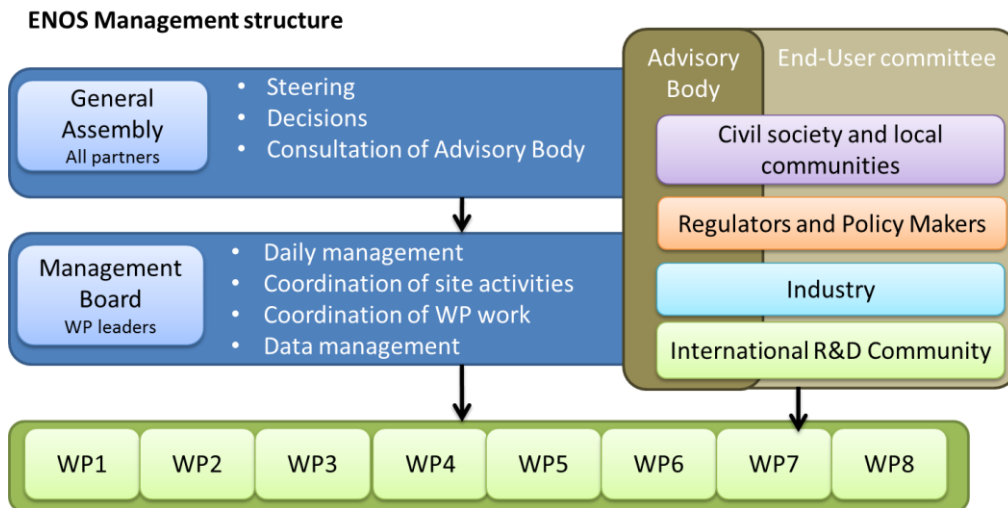 ENOS Management structure
General
Assembly
All partners
• Steering
• Decisions
• Consultation of Advisory Body
Advisory
Body
End-User committee
Civil society and local
communities
Regulators and Policy Makers
Industry
International R&D Community
Management
Board
WP leaders
• Daily management
• Coordination of site activities
• Coordination of WP work
• Data management
WP1
WP2
WP3
WP4
WP5
WP6
WP7
WP8